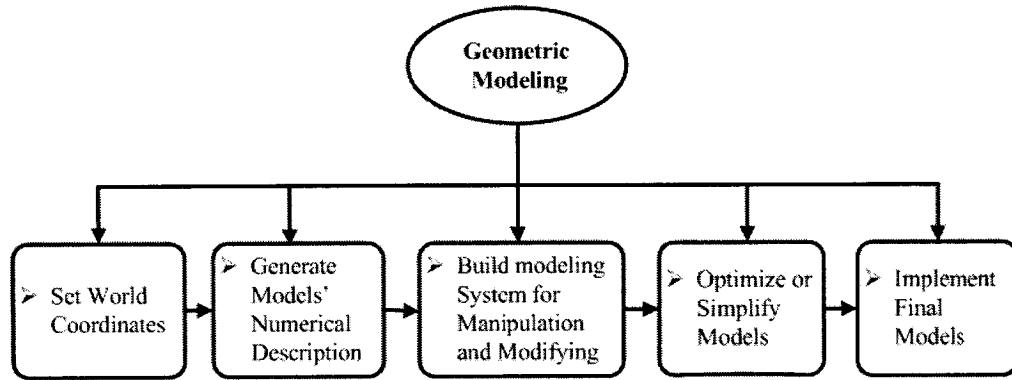 Geometric
Modeling
➢ Set World
Coordinates
➢ Generate
Models’
Numerical
Description
➢ Build modeling
System for
Manipulation
and Modifying
➢ Optimize or
Simplify
Models
➢ Implement
Final
Models